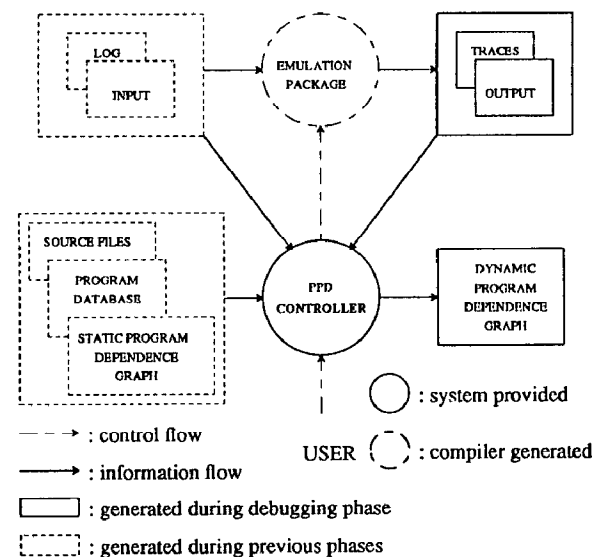 LOG
INPUT
EMULATION
PACKAGE
TRACES
OUTPUT
SOURCE FILES
PROGRAM
DATABASE
STATIC PROGRAM
DEPENDENCE
GRAPH
PPD
CONTROLLER
DYNAMIC
PROGRAM
DEPENDENCE
GRAPH
USER
: system provided
: compiler generated
: control flow
: information flow
: generated during debugging phase
: generated during previous phases